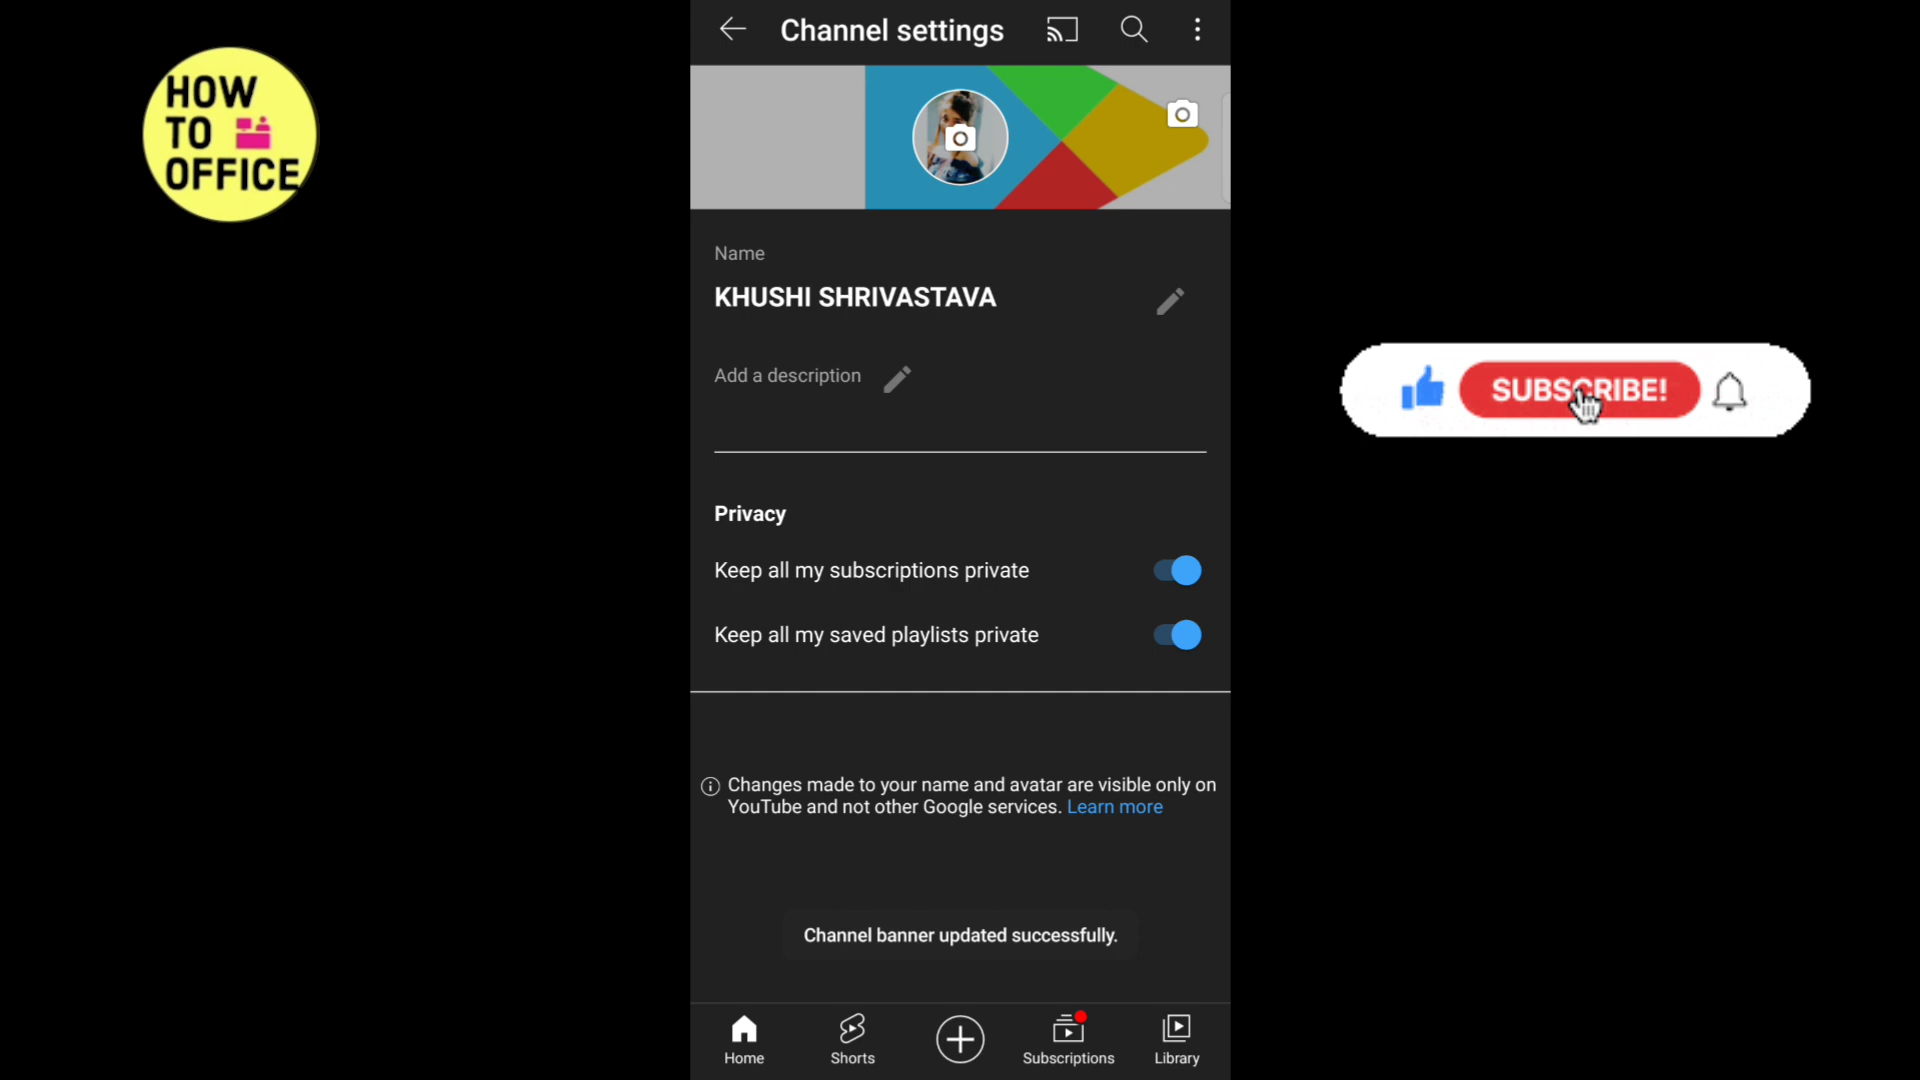 HOW
TO
OFFICE
Channel settings
Name
KHUSHI SHRIVASTAVA
Add a description
SUBSCRIBE!
Privacy
Keep all my subscriptions private
Keep all my saved playlists private
Changes made to your name and avatar are visible only on
YouTube and not other Google services. Learn more
Channel banner updated successfully.
Home
Shorts
Subscriptions
Library